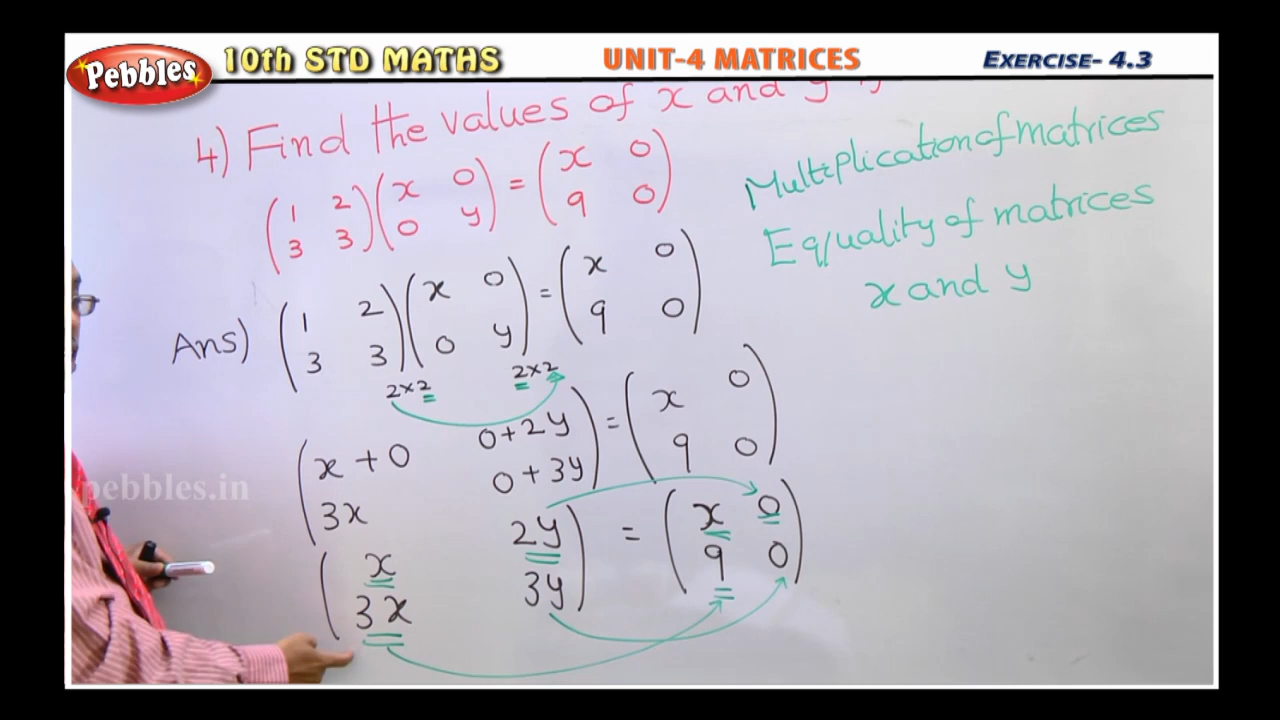 Pebbles 10th STD MATHS UNIT-4 MATRICES EXERCISE- 4.3
4) Find the values of x and y
(1 2
3 3) (x 0
0 y) = (x 0
9 0)
Multiplication of matrices
Equality of matrices
x and y
Ans) (1 2
3 3) (x 0
0 y) = (x 0
9 0)
2×2 2×2
(x + 0 0+2y
3x 0+3y) = (x 0
9 0)
(x 2y
3x 3y) = (x 0
9 0)
pebbles.in